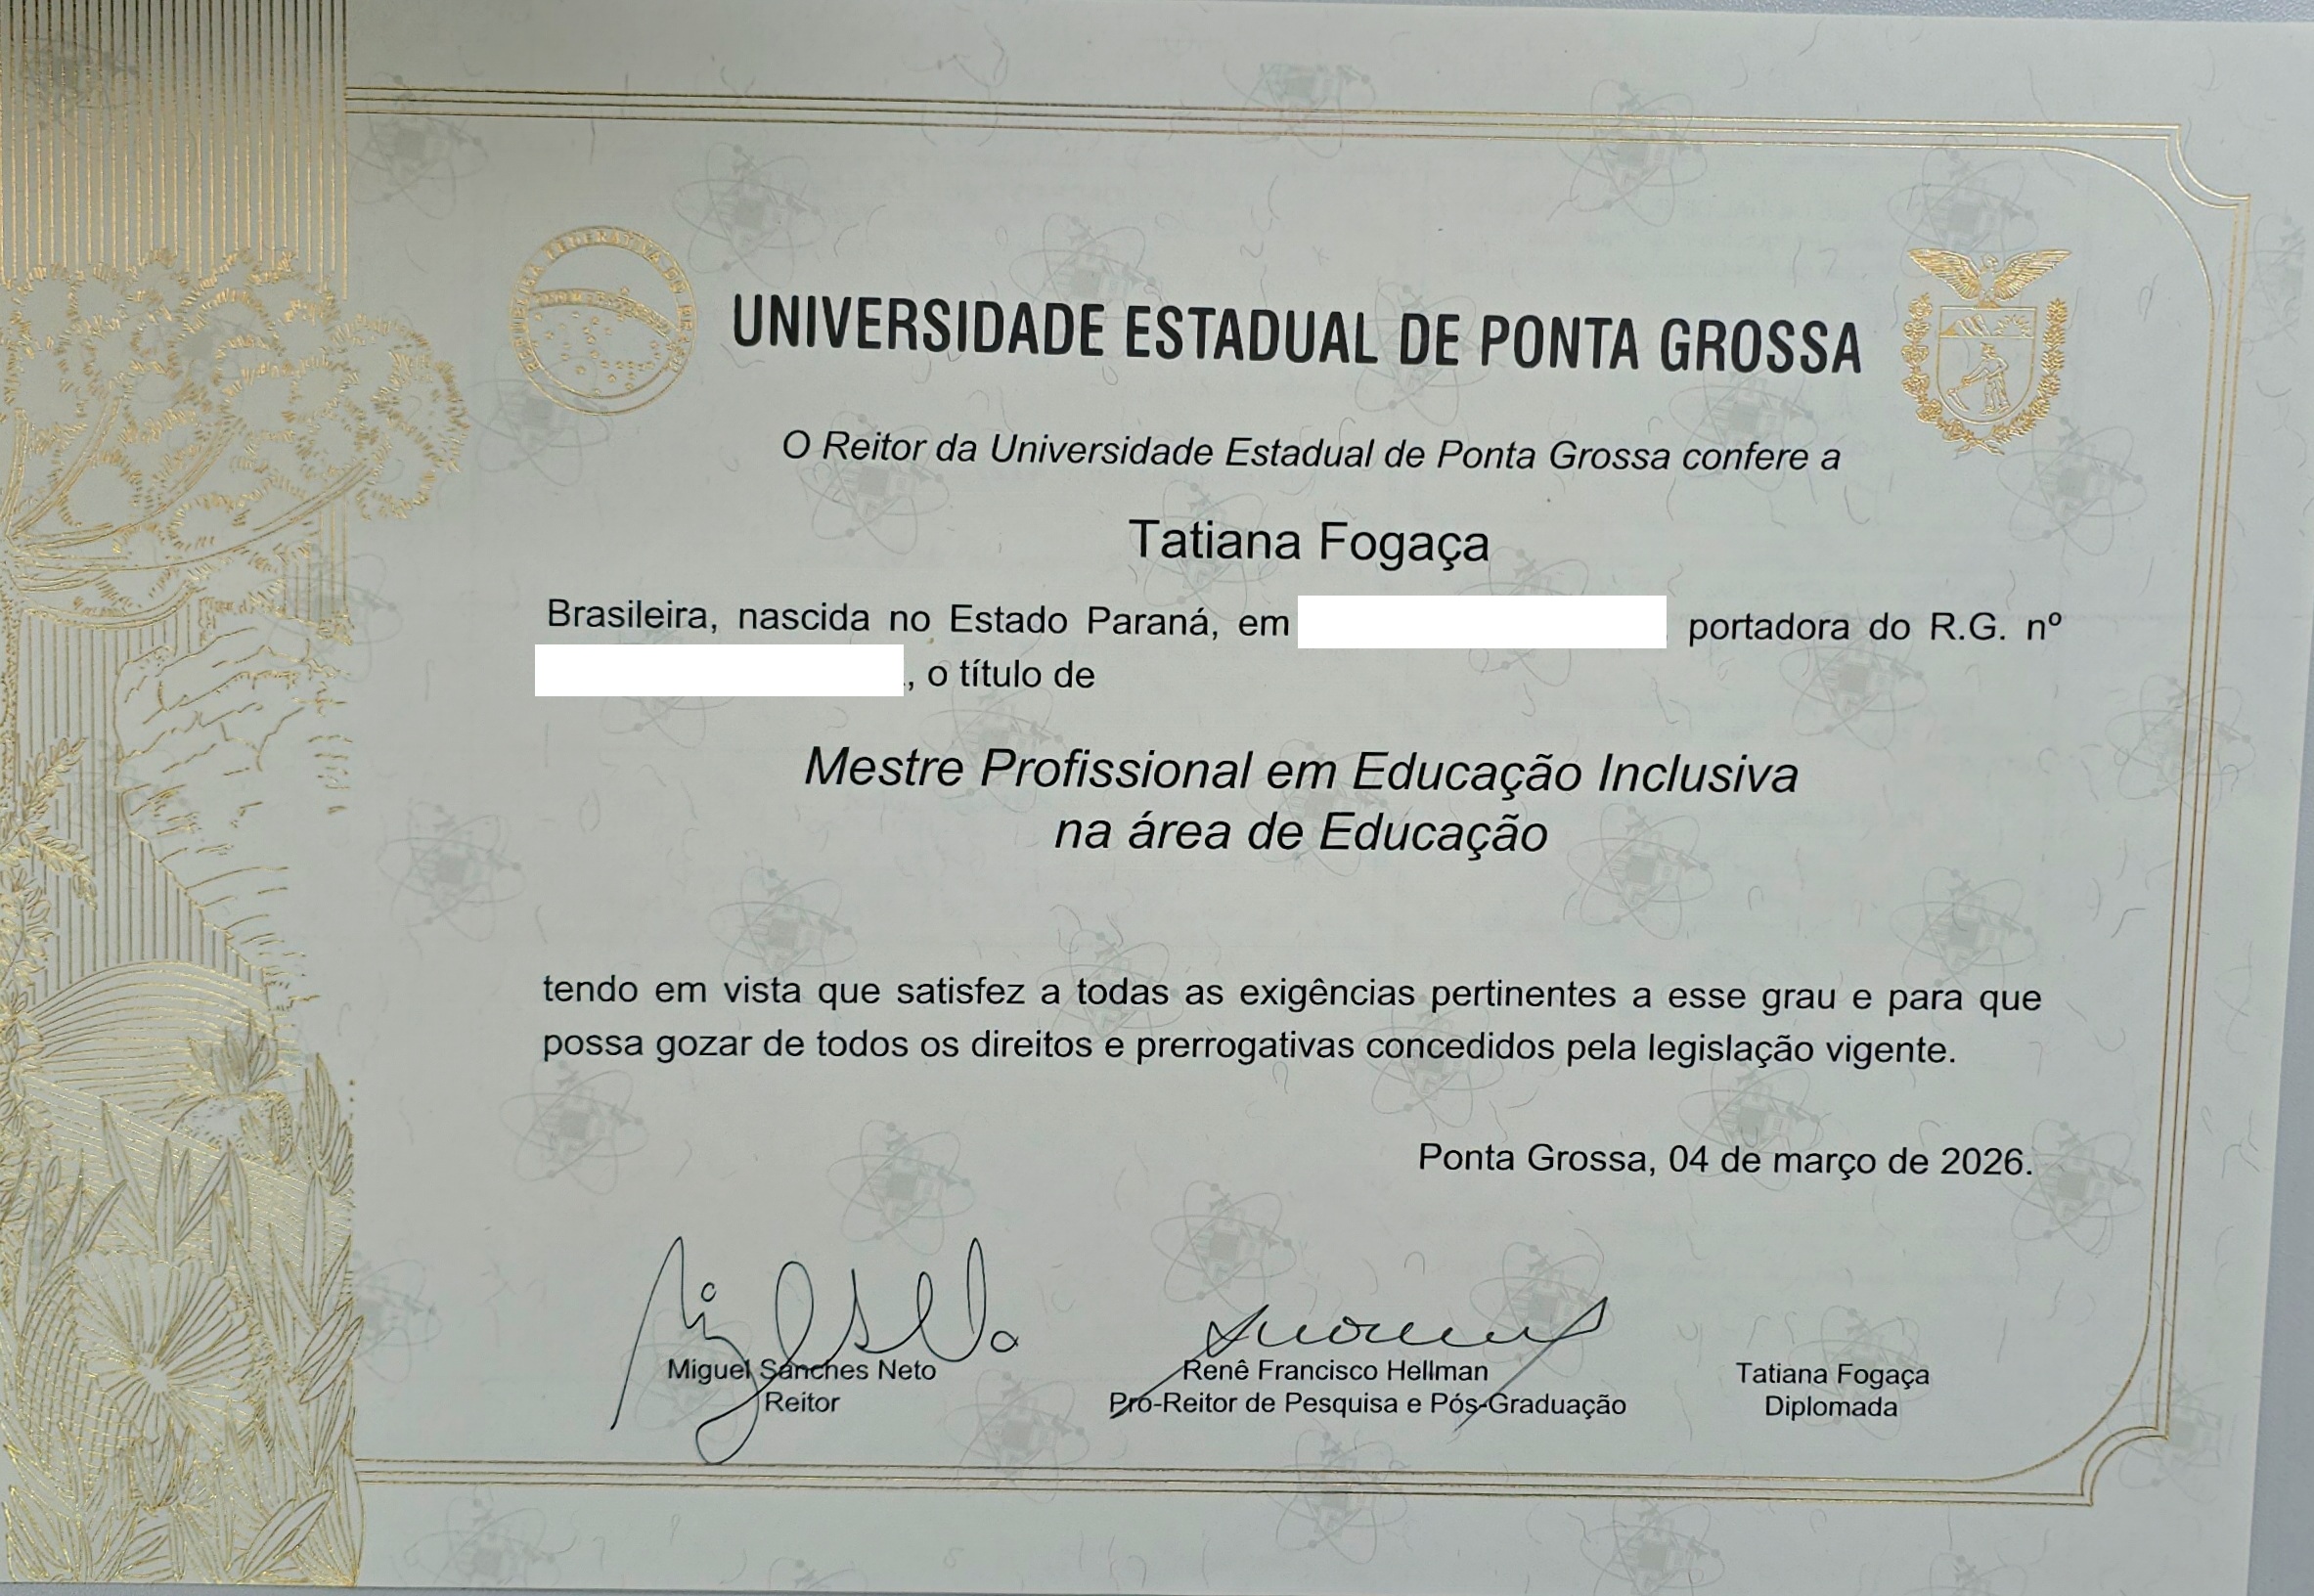 REPÚBLICA FEDERATIVA DO BRASIL
UNIVERSIDADE ESTADUAL DE PONTA GROSSA
O Reitor da Universidade Estadual de Ponta Grossa confere a
Tatiana Fogaça
Brasileira, nascida no Estado Paraná, em portadora do R.G. nº
, o título de
Mestre Profissional em Educação Inclusiva
na área de Educação
tendo em vista que satisfez a todas as exigências pertinentes a esse grau e para que
possa gozar de todos os direitos e prerrogativas concedidos pela legislação vigente.
Ponta Grossa, 04 de março de 2026.
Miguel Sanches Neto
Reitor
Renê Francisco Hellman
Pró-Reitor de Pesquisa e Pós-Graduação
Tatiana Fogaça
Diplomada